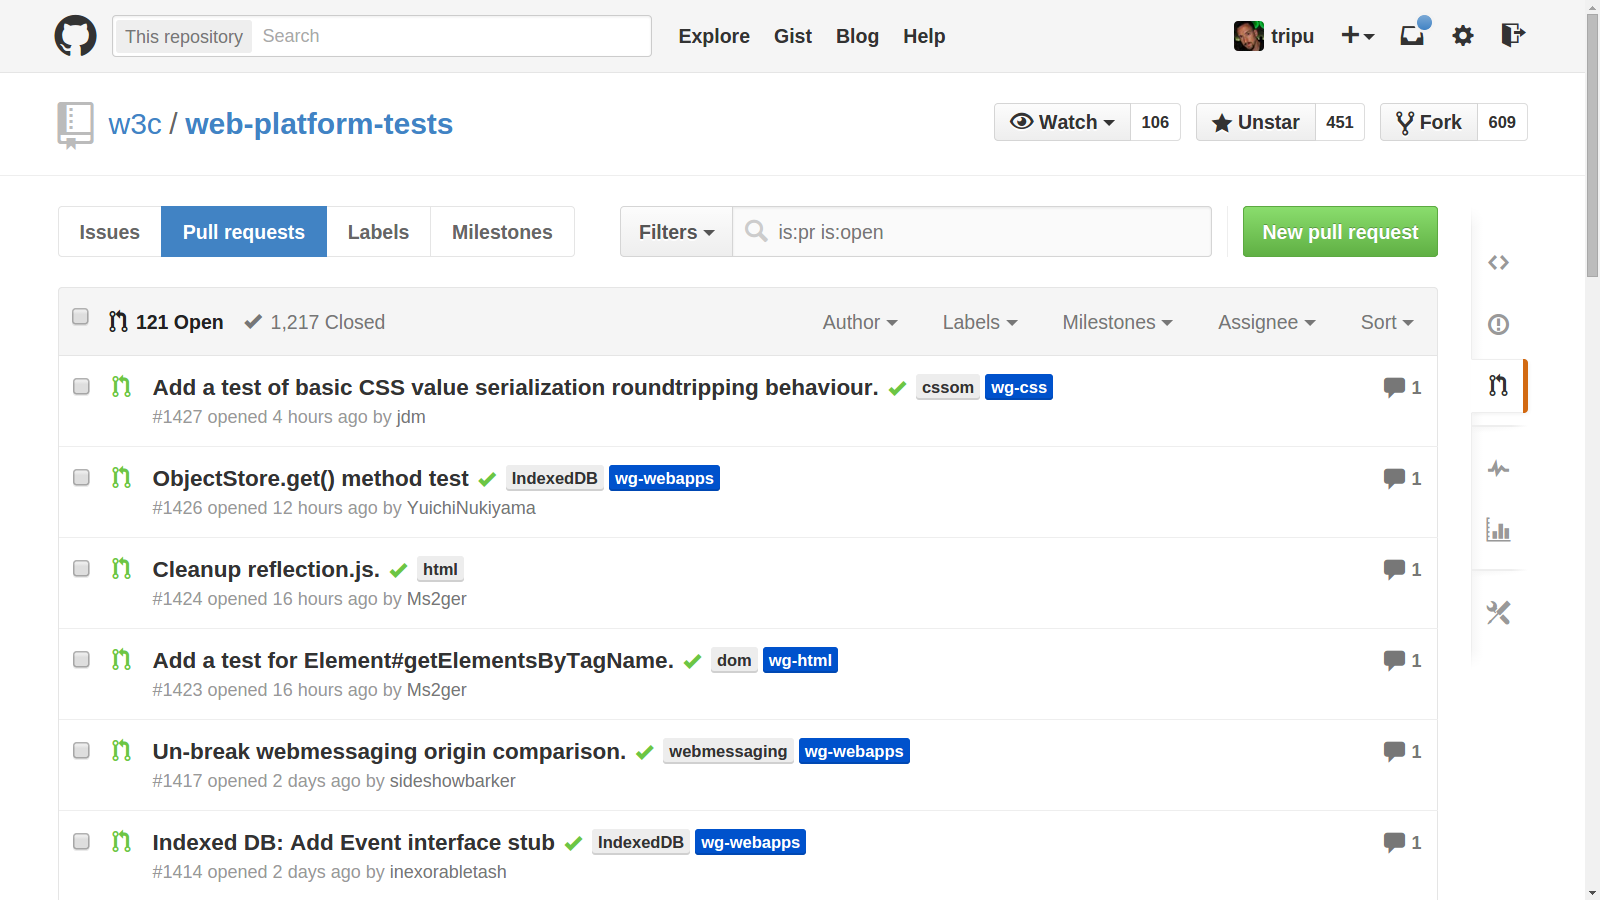 This repository Search Explore Gist Blog Help tripu
w3c / web-platform-tests Watch 106 Unstar 451 Fork 609
Issues Pull requests Labels Milestones Filters is:pr is:open New pull request
121 Open 1,217 Closed Author Labels Milestones Assignee Sort
Add a test of basic CSS value serialization roundtripping behaviour. cssom wg-css 1
#1427 opened 4 hours ago by jdm
ObjectStore.get() method test IndexedDB wg-webapps 1
#1426 opened 12 hours ago by YuichiNukiyama
Cleanup reflection.js. html 1
#1424 opened 16 hours ago by Ms2ger
Add a test for Element#getElementsByTagName. dom wg-html 1
#1423 opened 16 hours ago by Ms2ger
Un-break webmessaging origin comparison. webmessaging wg-webapps 1
#1417 opened 2 days ago by sideshowbarker
Indexed DB: Add Event interface stub IndexedDB wg-webapps 1
#1414 opened 2 days ago by inexorabletash